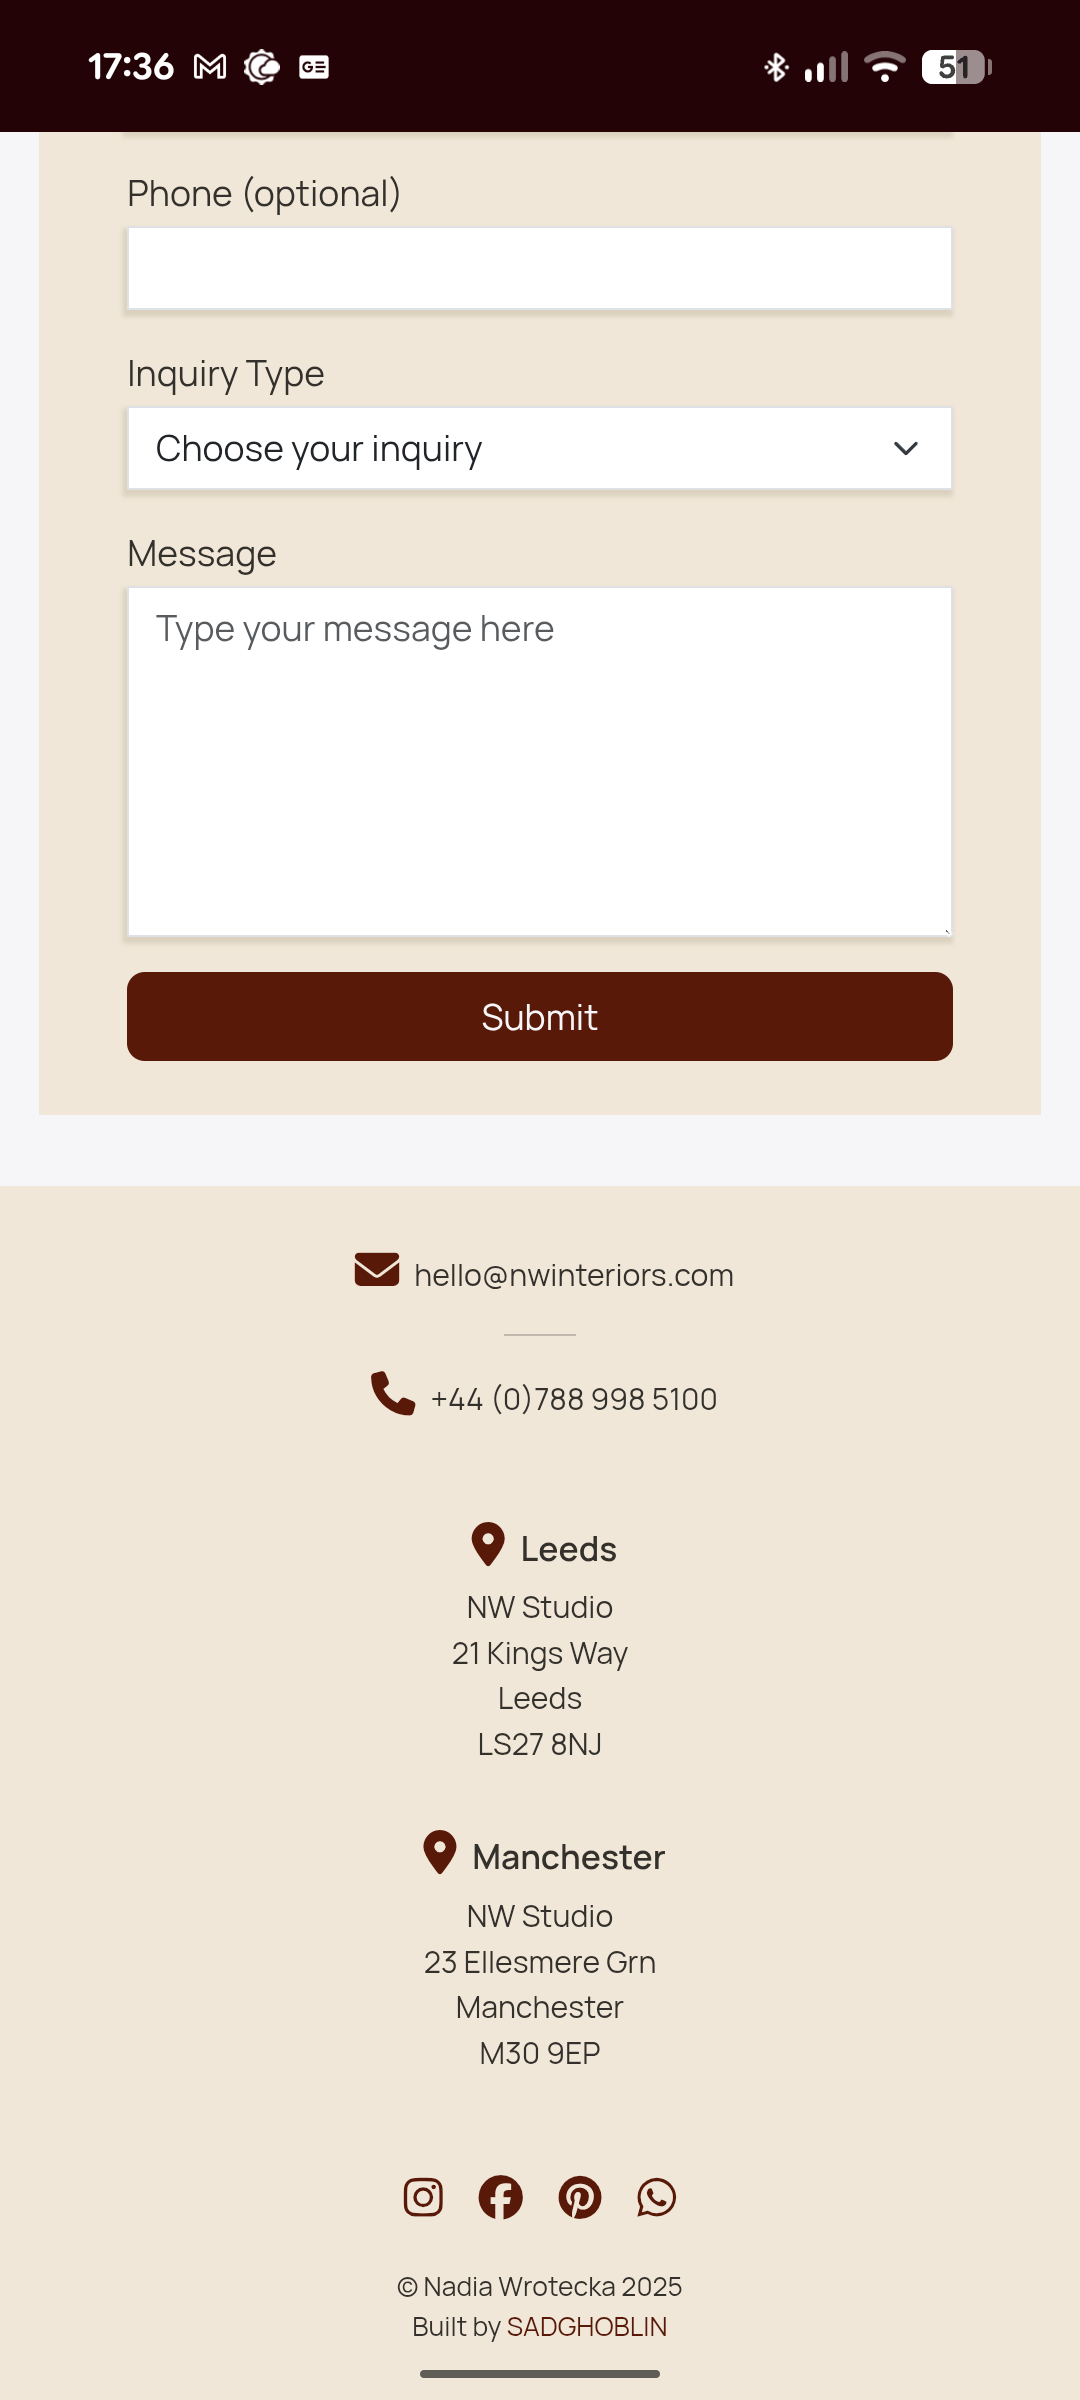 17:36
GE
51
Phone (optional)
Inquiry Type
Choose your inquiry
Message
Type your message here
Submit
hello@nwinteriors.com
+44 (0)788 998 5100
Leeds
NW Studio
21 Kings Way
Leeds
LS27 8NJ
Manchester
NW Studio
23 Ellesmere Grn
Manchester
M30 9EP
© Nadia Wrotecka 2025
Built by SADGHOBLIN